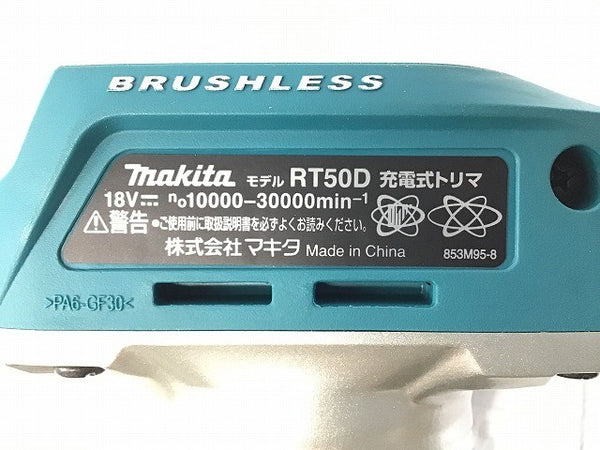 BRUSHLESS
makita モデル RT50D 充電式トリマ
18V⎓ n₀10000-30000min⁻¹
⚠警告 ●ご使用前に取扱説明書を必ずよくお読みください。
株式会社 マキタ Made in China 853M95-8
>PA6-GF30<